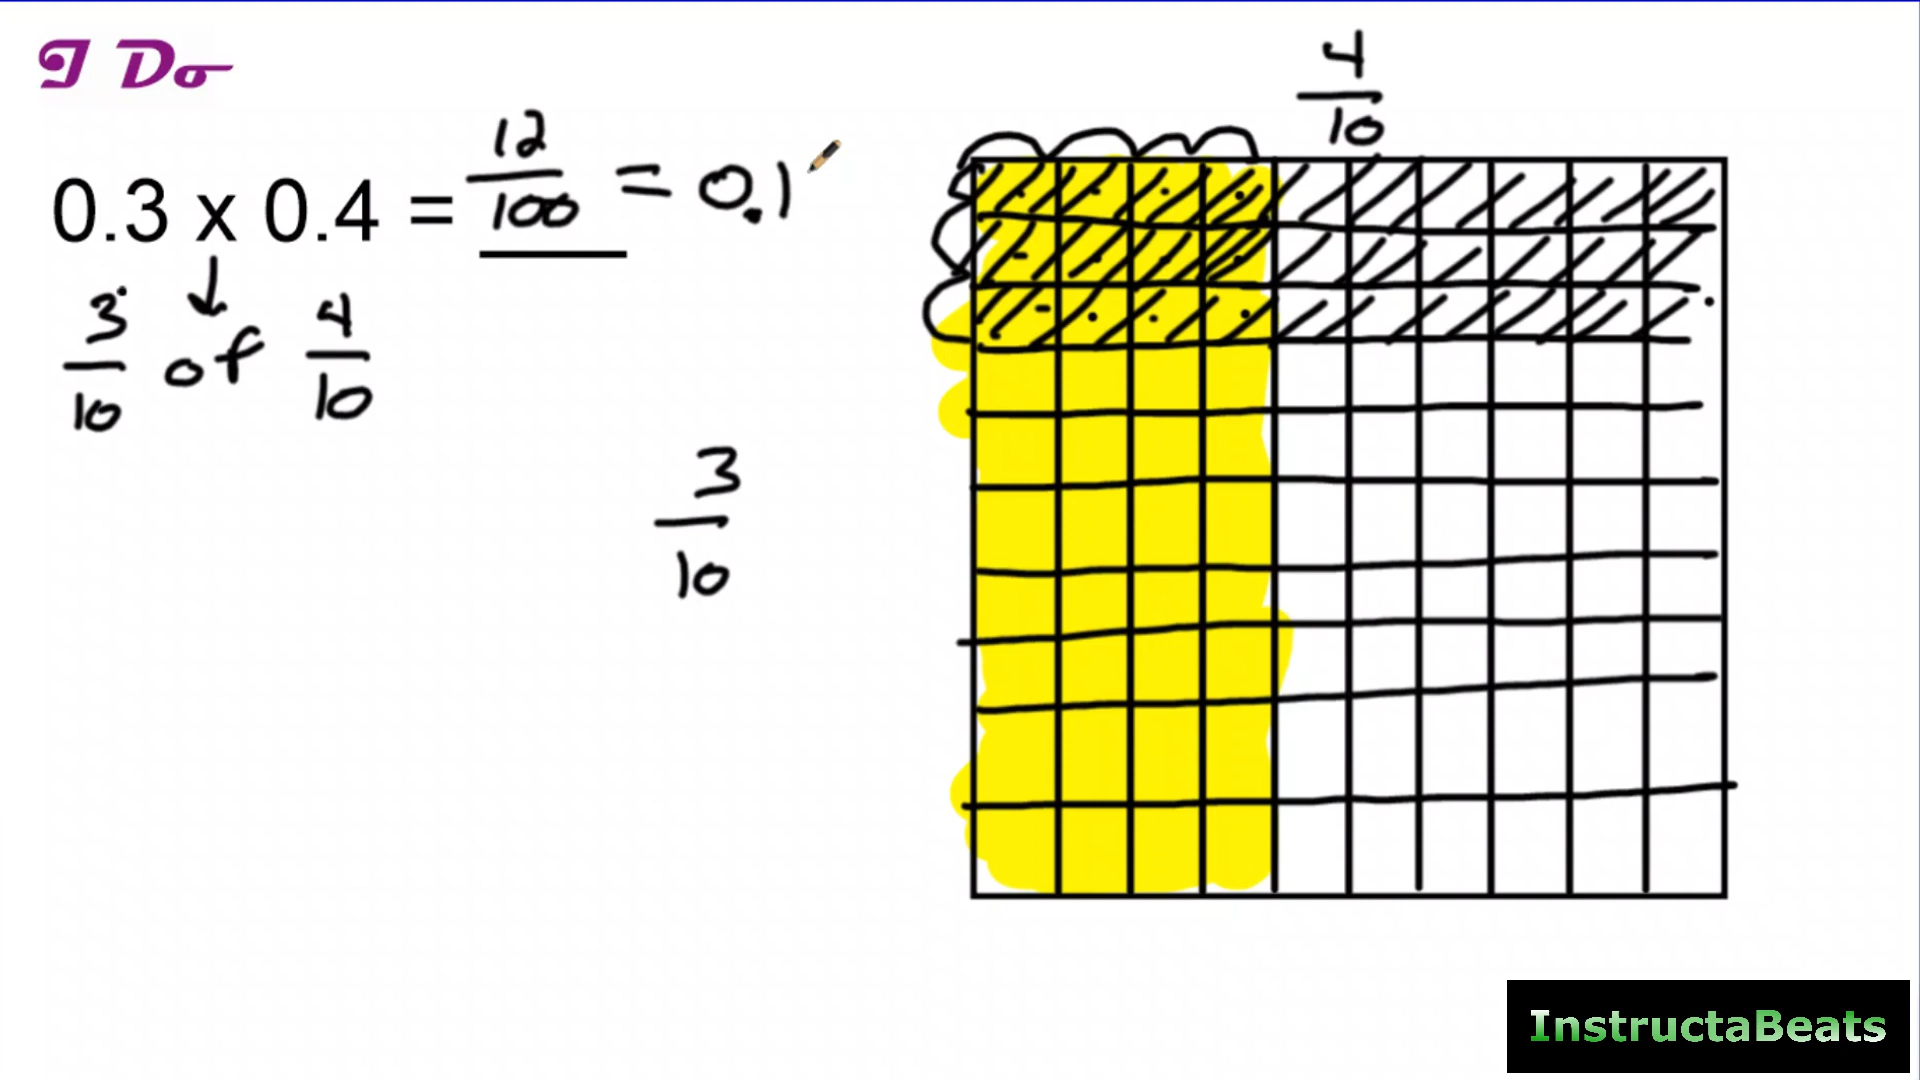 I Do
4/10
0.3 x 0.4 = 12/100 = 0.1
3/10 of 4/10
3/10
InstructaBeats